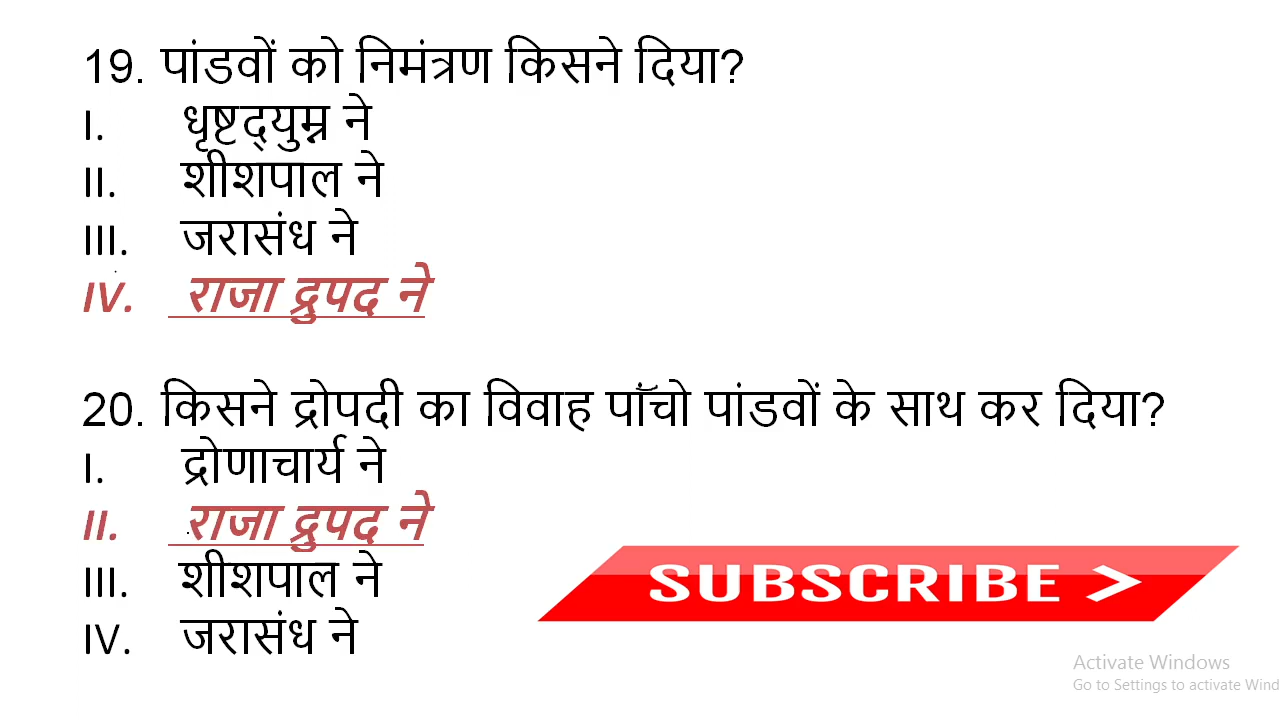 19. पांडवों को निमंत्रण किसने दिया?
I. धृष्टद्युम्न ने
II. शीशपाल ने
III. जरासंध ने
IV. राजा द्रुपद ने
20. किसने द्रोपदी का विवाह पाँचो पांडवों के साथ कर दिया?
I. द्रोणाचार्य ने
II. राजा द्रुपद ने
III. शीशपाल ने
IV. जरासंध ने
SUBSCRIBE >
Activate Windows
Go to Settings to activate Wind